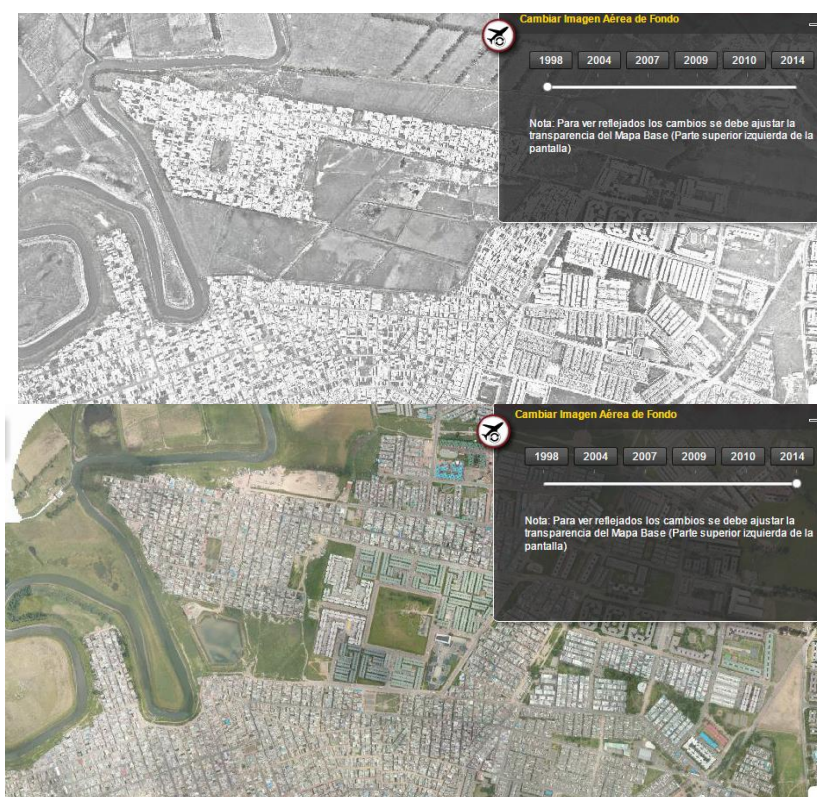 Cambiar Imagen Aérea de Fondo
1998 2004 2007 2009 2010 2014
Nota: Para ver reflejados los cambios se debe ajustar la
transparencia del Mapa Base (Parte superior izquierda de la
pantalla)
Cambiar Imagen Aérea de Fondo
1998 2004 2007 2009 2010 2014
Nota: Para ver reflejados los cambios se debe ajustar la
transparencia del Mapa Base (Parte superior izquierda de la
pantalla)